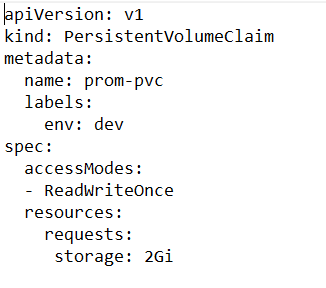 apiVersion: v1
kind: PersistentVolumeClaim
metadata:
  name: prom-pvc
  labels:
    env: dev
spec:
  accessModes:
  - ReadWriteOnce
  resources:
    requests:
     storage: 2Gi